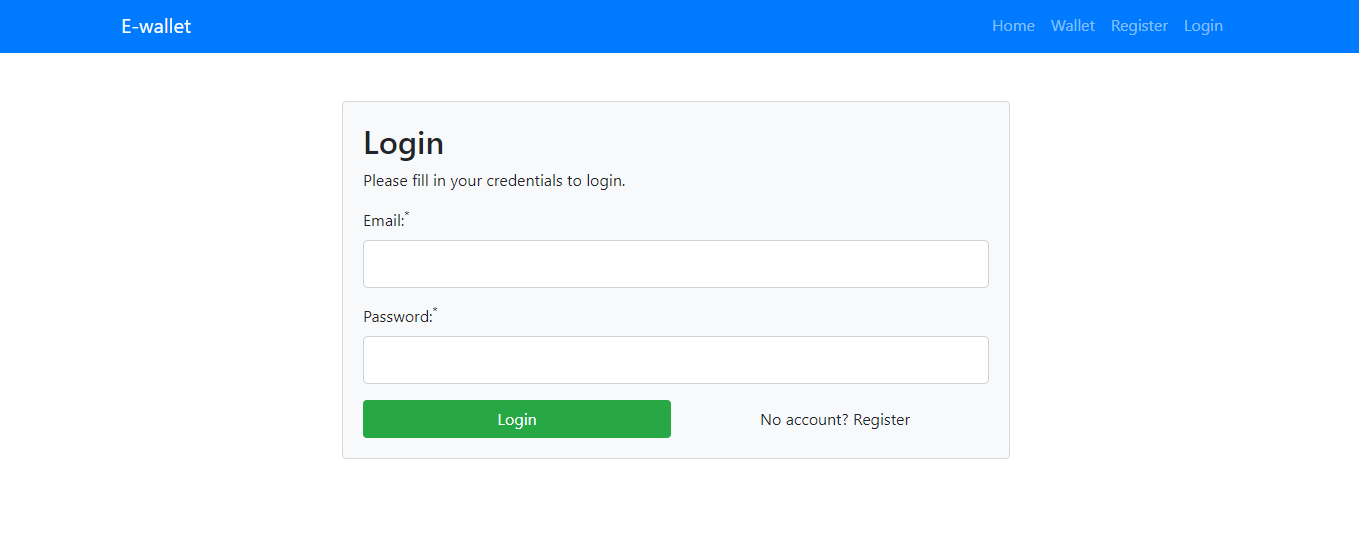 E-wallet Home Wallet Register Login
Login
Please fill in your credentials to login.
Email:*
Password:*
Login No account? Register